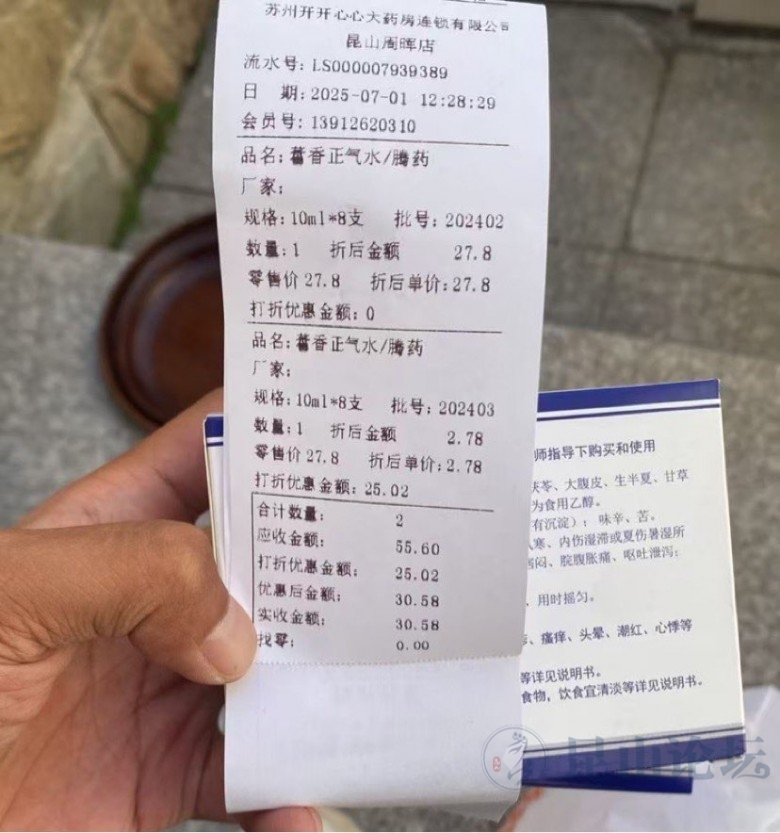 苏州开开心心大药房连锁有限公司
昆山周晖店
流水号: LS000007939389
日 期: 2025-07-01 12:28:29
会员号: 13912620310
品名: 藿香正气水/腾药
厂家:
规格: 10ml*8支 批号: 202402
数量: 1 折后金额 27.8
零售价 27.8 折后单价: 27.8
打折优惠金额: 0
品名: 藿香正气水/腾药
厂家:
规格: 10ml*8支 批号: 202403
数量: 1 折后金额 2.78
零售价 27.8 折后单价: 2.78
打折优惠金额: 25.02
合计数量: 2
应收金额: 55.60
打折优惠金额: 25.02
优惠后金额: 30.58
实收金额: 30.58
找零: 0.00
师指导下购买和使用
茯苓、大腹皮、生半夏、甘草
为食用乙醇。
有沉淀); 味辛、苦。
寒、内伤湿滞或夏伤暑湿所
闷、脘腹胀痛、呕吐泄泻;
、用时摇匀。
、瘙痒、头晕、潮红、心悸等
等详见说明书。
食物, 饮食宜清淡等详见说明书。
昆山论坛